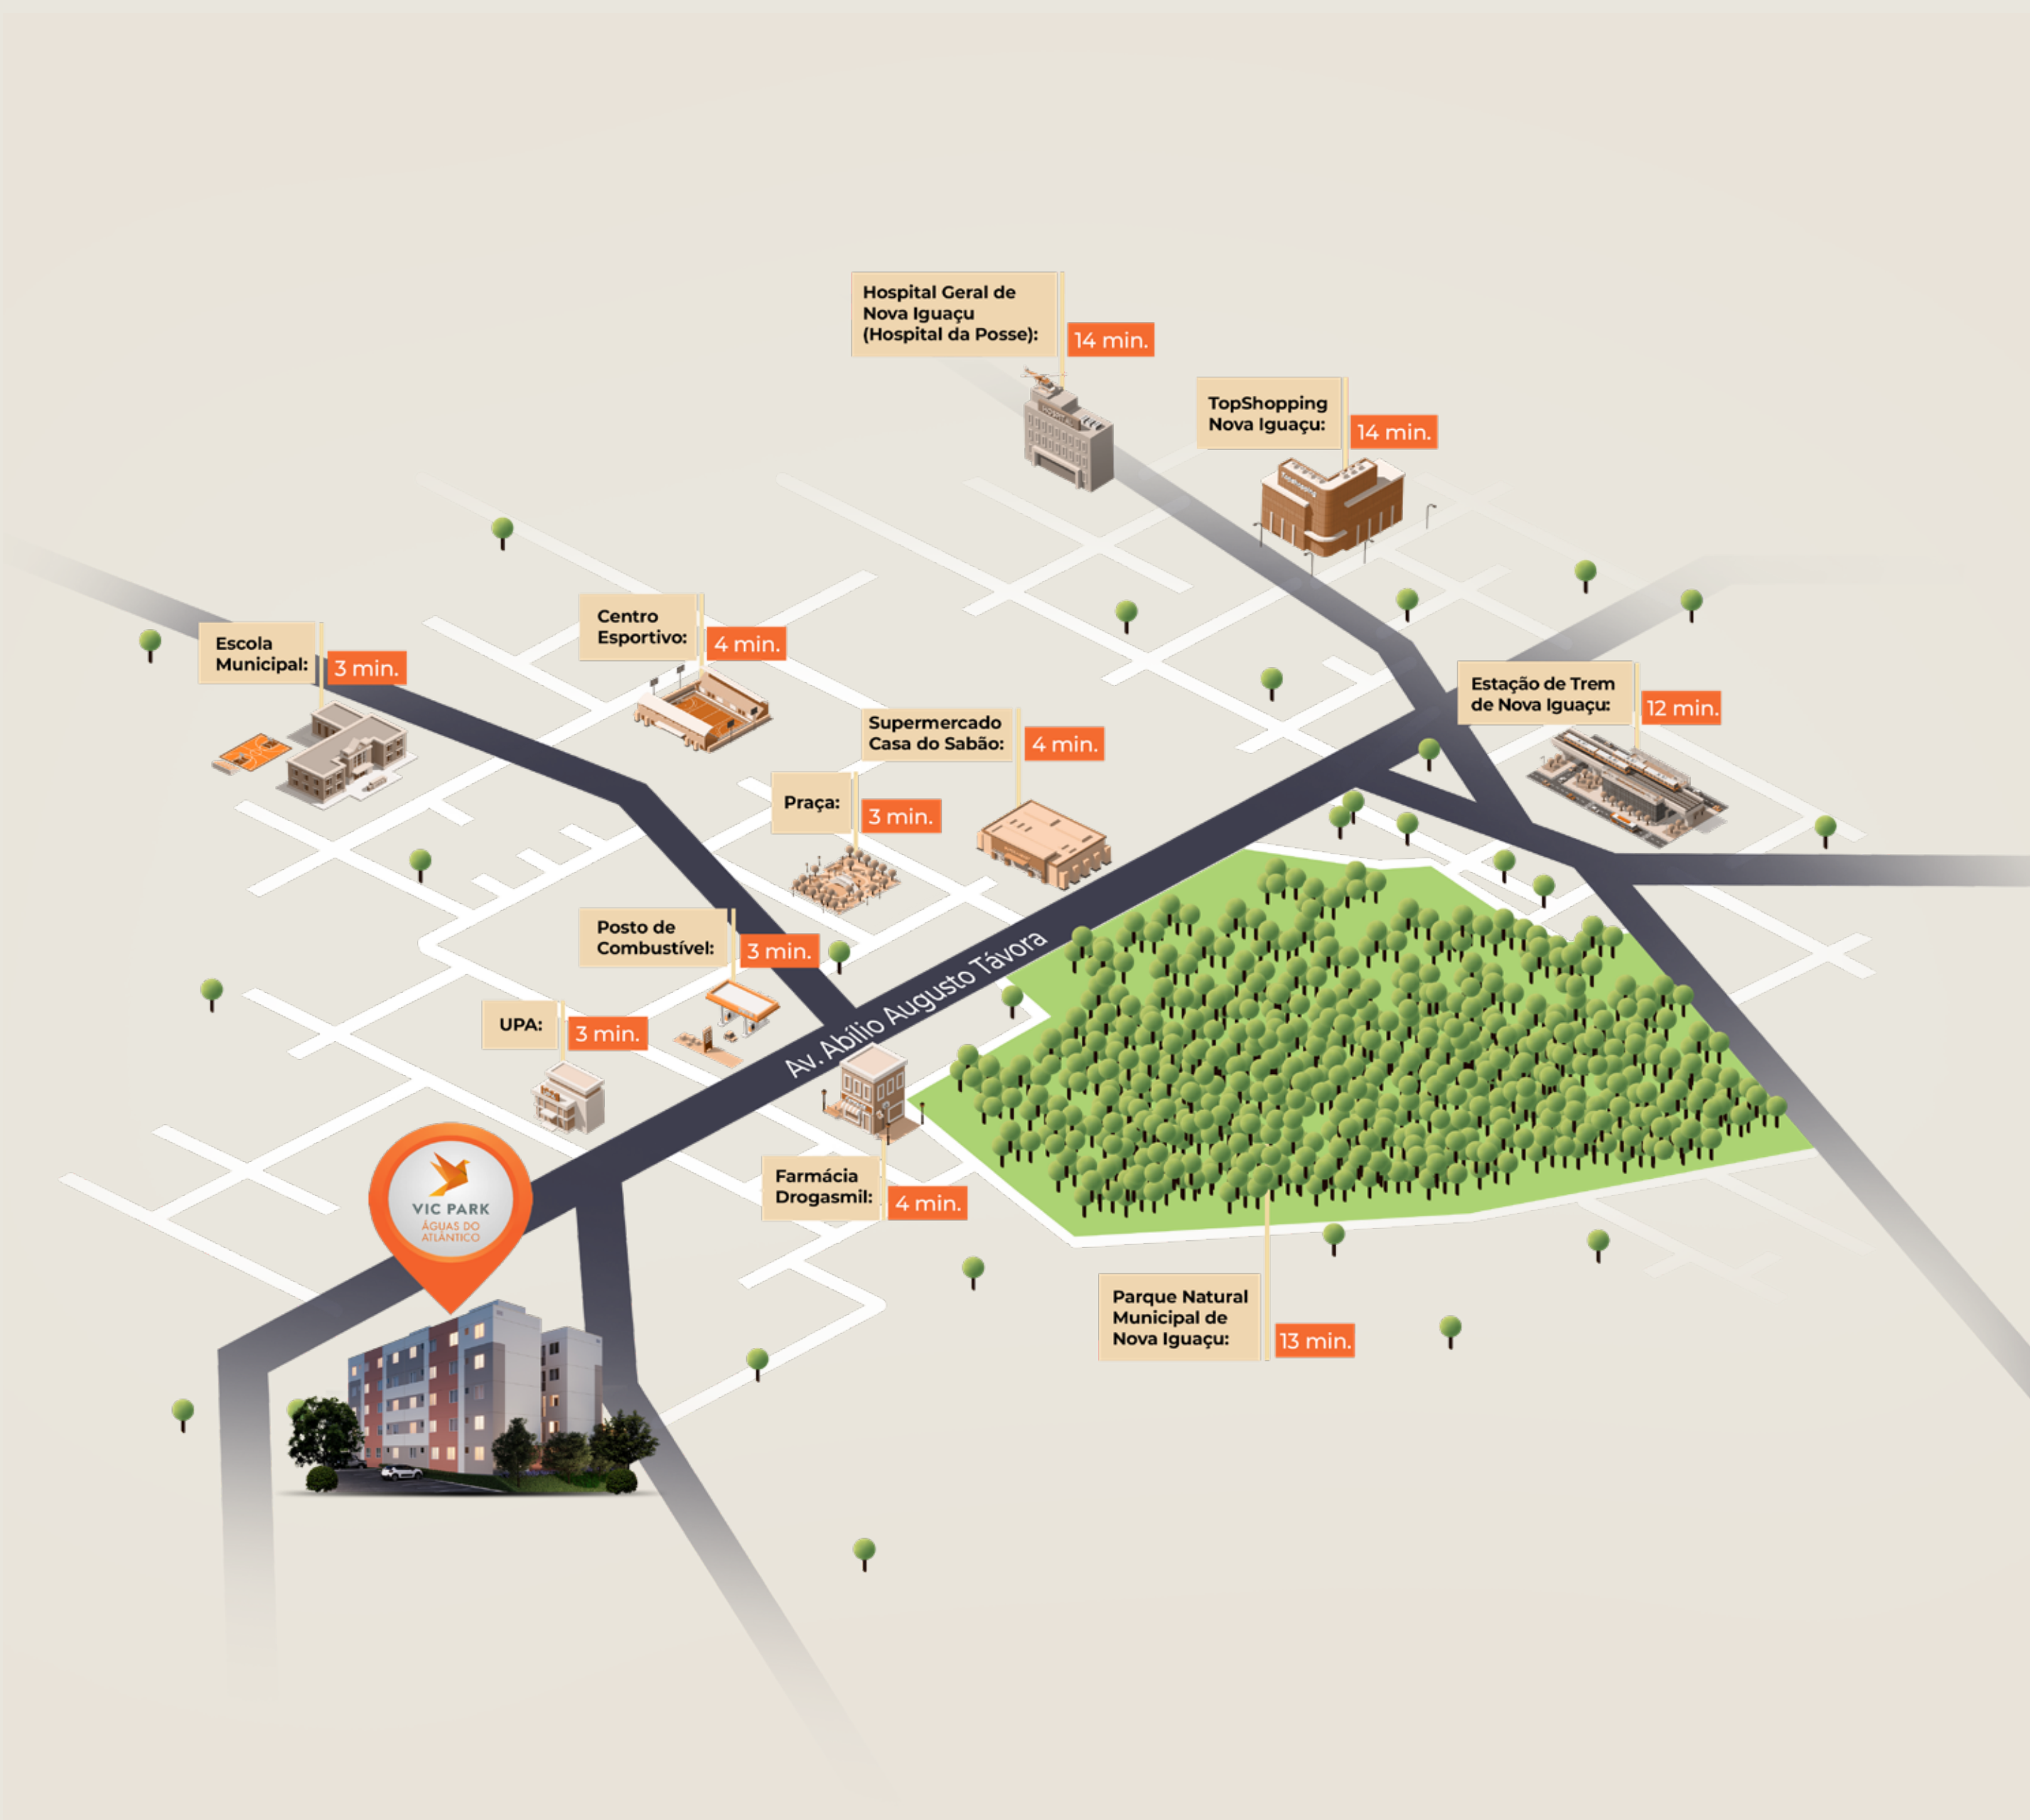 Hospital Geral de
Nova Iguaçu
(Hospital da Posse):
14 min.
HOSPITAL
TopShopping
Nova Iguaçu:
14 min.
TopShopping
Centro
Esportivo:
4 min.
Escola
Municipal:
3 min.
Estação de Trem
de Nova Iguaçu:
12 min.
Supermercado
Casa do Sabão:
4 min.
Praça:
3 min.
Posto de
Combustível:
3 min.
Av. Abílio Augusto Távora
UPA:
3 min.
Farmácia
Drogasmil:
4 min.
VIC PARK
ÁGUAS DO
ATLÂNTICO
Parque Natural
Municipal de
Nova Iguaçu:
13 min.